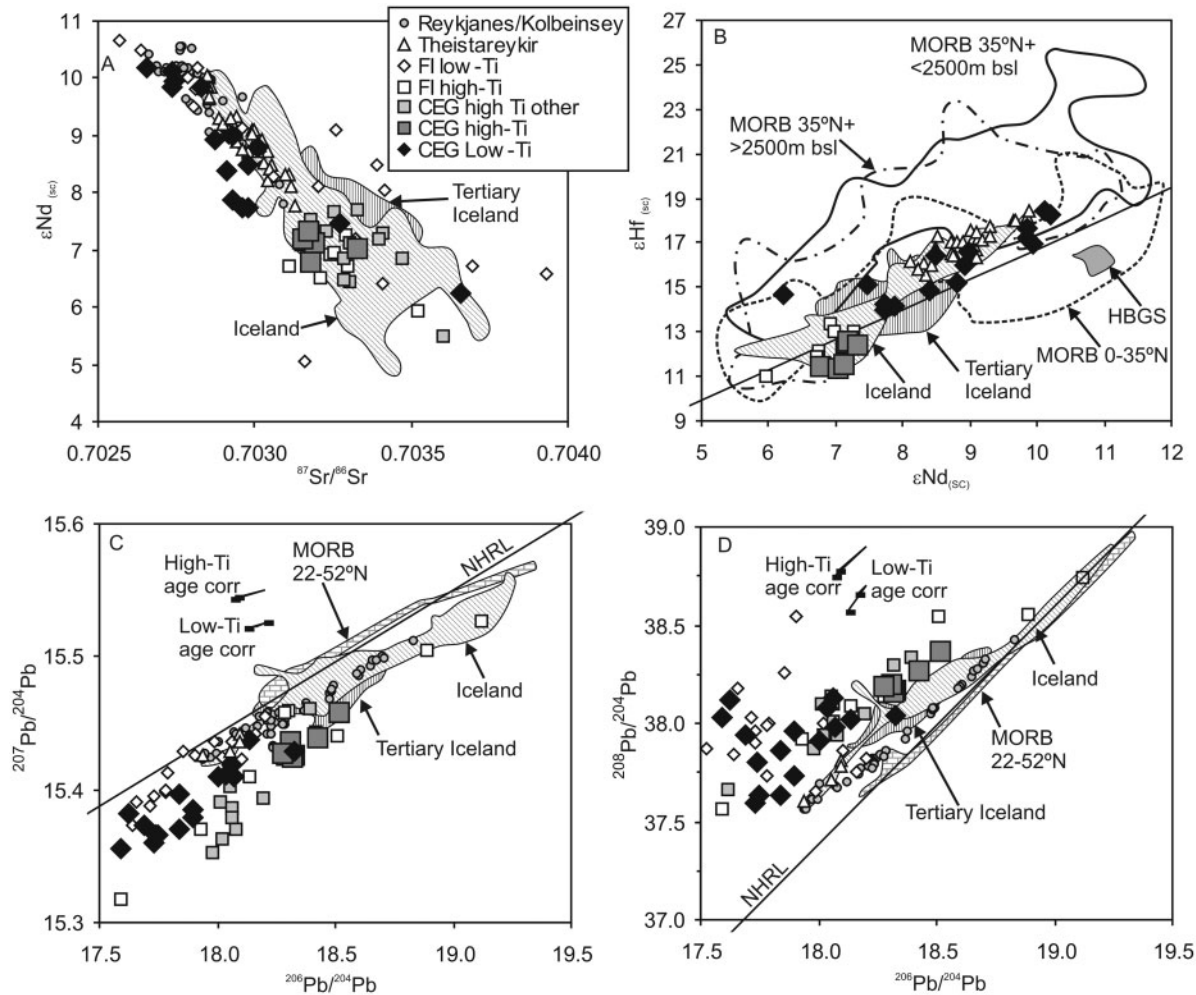 A
11
10
9
8
7
6
5
4
εNd (sc)
0.7025
0.703
0.7035
0.704
⁸⁷Sr/⁸⁶Sr
Reykjanes/Kolbeinsey
Theistareykir
FI low -Ti
FI high-Ti
CEG high Ti other
CEG high-Ti
CEG Low -Ti
Tertiary
Iceland
Iceland
B
27
25
23
21
19
17
15
13
11
9
εHf (sc)
5
6
7
8
9
10
11
12
εNd(SC)
MORB 35ºN+
<2500m bsl
MORB 35ºN+
>2500m bsl
HBGS
MORB 0-35ºN
Tertiary
Iceland
Iceland
C
15.6
15.5
15.4
15.3
²⁰⁷Pb/²⁰⁴Pb
17.5
18.0
18.5
19.0
19.5
²⁰⁶Pb/²⁰⁴Pb
High-Ti
age corr
Low-Ti
age corr
MORB
22-52ºN
NHRL
Iceland
Tertiary Iceland
D
39.0
38.5
38.0
37.5
37.0
²⁰⁸Pb/²⁰⁴Pb
17.5
18.0
18.5
19.0
19.5
²⁰⁶Pb/²⁰⁴Pb
High-Ti
age corr
Low-Ti
age corr
Iceland
MORB
22-52ºN
Tertiary Iceland
NHRL